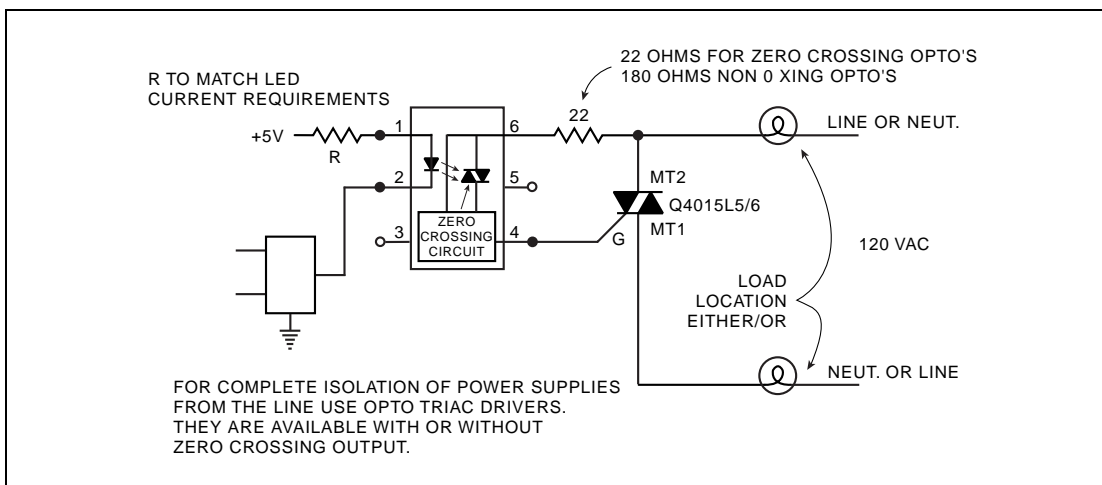 22 OHMS FOR ZERO CROSSING OPTO'S
180 OHMS NON 0 XING OPTO'S
R TO MATCH LED
CURRENT REQUIREMENTS
+5V
R
1
2
3
6
5
4
ZERO
CROSSING
CIRCUIT
22
LINE OR NEUT.
MT2
Q4015L5/6
MT1
G
120 VAC
LOAD
LOCATION
EITHER/OR
NEUT. OR LINE
FOR COMPLETE ISOLATION OF POWER SUPPLIES
FROM THE LINE USE OPTO TRIAC DRIVERS.
THEY ARE AVAILABLE WITH OR WITHOUT
ZERO CROSSING OUTPUT.